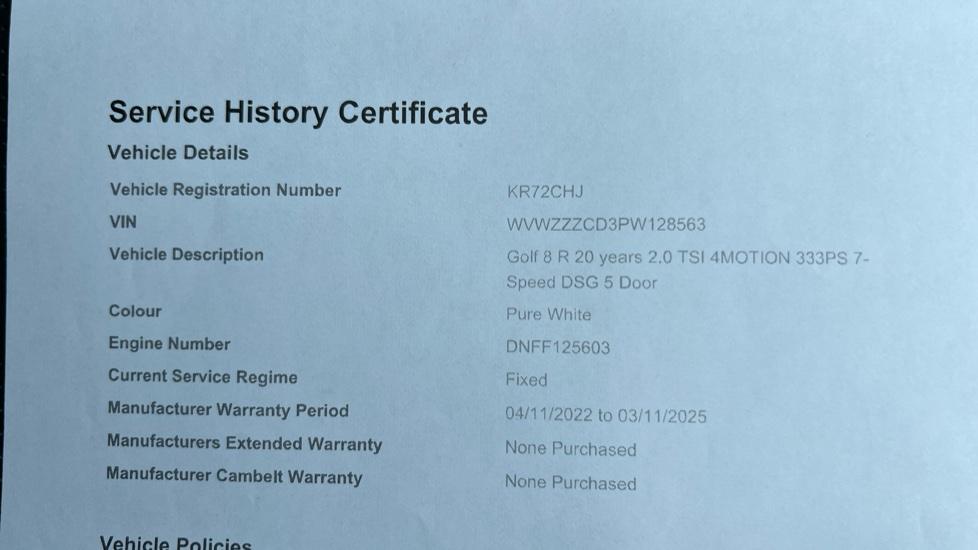 Service History Certificate
Vehicle Details
Vehicle Registration Number KR72CHJ
VIN WVWZZZCD3PW128563
Vehicle Description Golf 8 R 20 years 2.0 TSI 4MOTION 333PS 7-
Speed DSG 5 Door
Colour Pure White
Engine Number DNFF125603
Current Service Regime Fixed
Manufacturer Warranty Period 04/11/2022 to 03/11/2025
Manufacturers Extended Warranty None Purchased
Manufacturer Cambelt Warranty None Purchased
Vehicle Policies